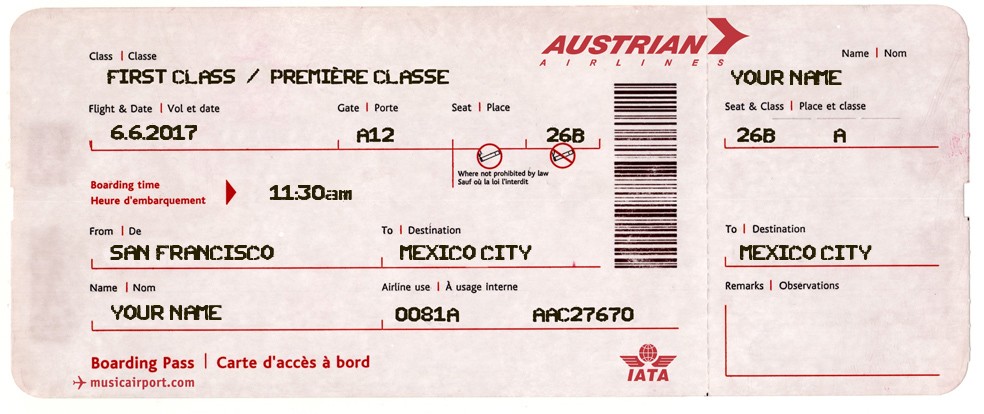 AUSTRIAN
AIRLINES
Class | Classe
FIRST CLASS / PREMIÈRE CLASSE
Flight & Date | Vol et date
Gate | Porte
Seat | Place
6.6.2017
A12
26B
Where not prohibited by law
Sauf où la loi l'interdit
Boarding time
Heure d'embarquement
11:30am
From | De
To | Destination
SAN FRANCISCO
MEXICO CITY
Name | Nom
Airline use | À usage interne
YOUR NAME
0081A
AAC27670
Boarding Pass | Carte d'accès à bord
musicairport.com
IATA
Name | Nom
YOUR NAME
Seat & Class | Place et classe
26B
A
To | Destination
MEXICO CITY
Remarks | Observations